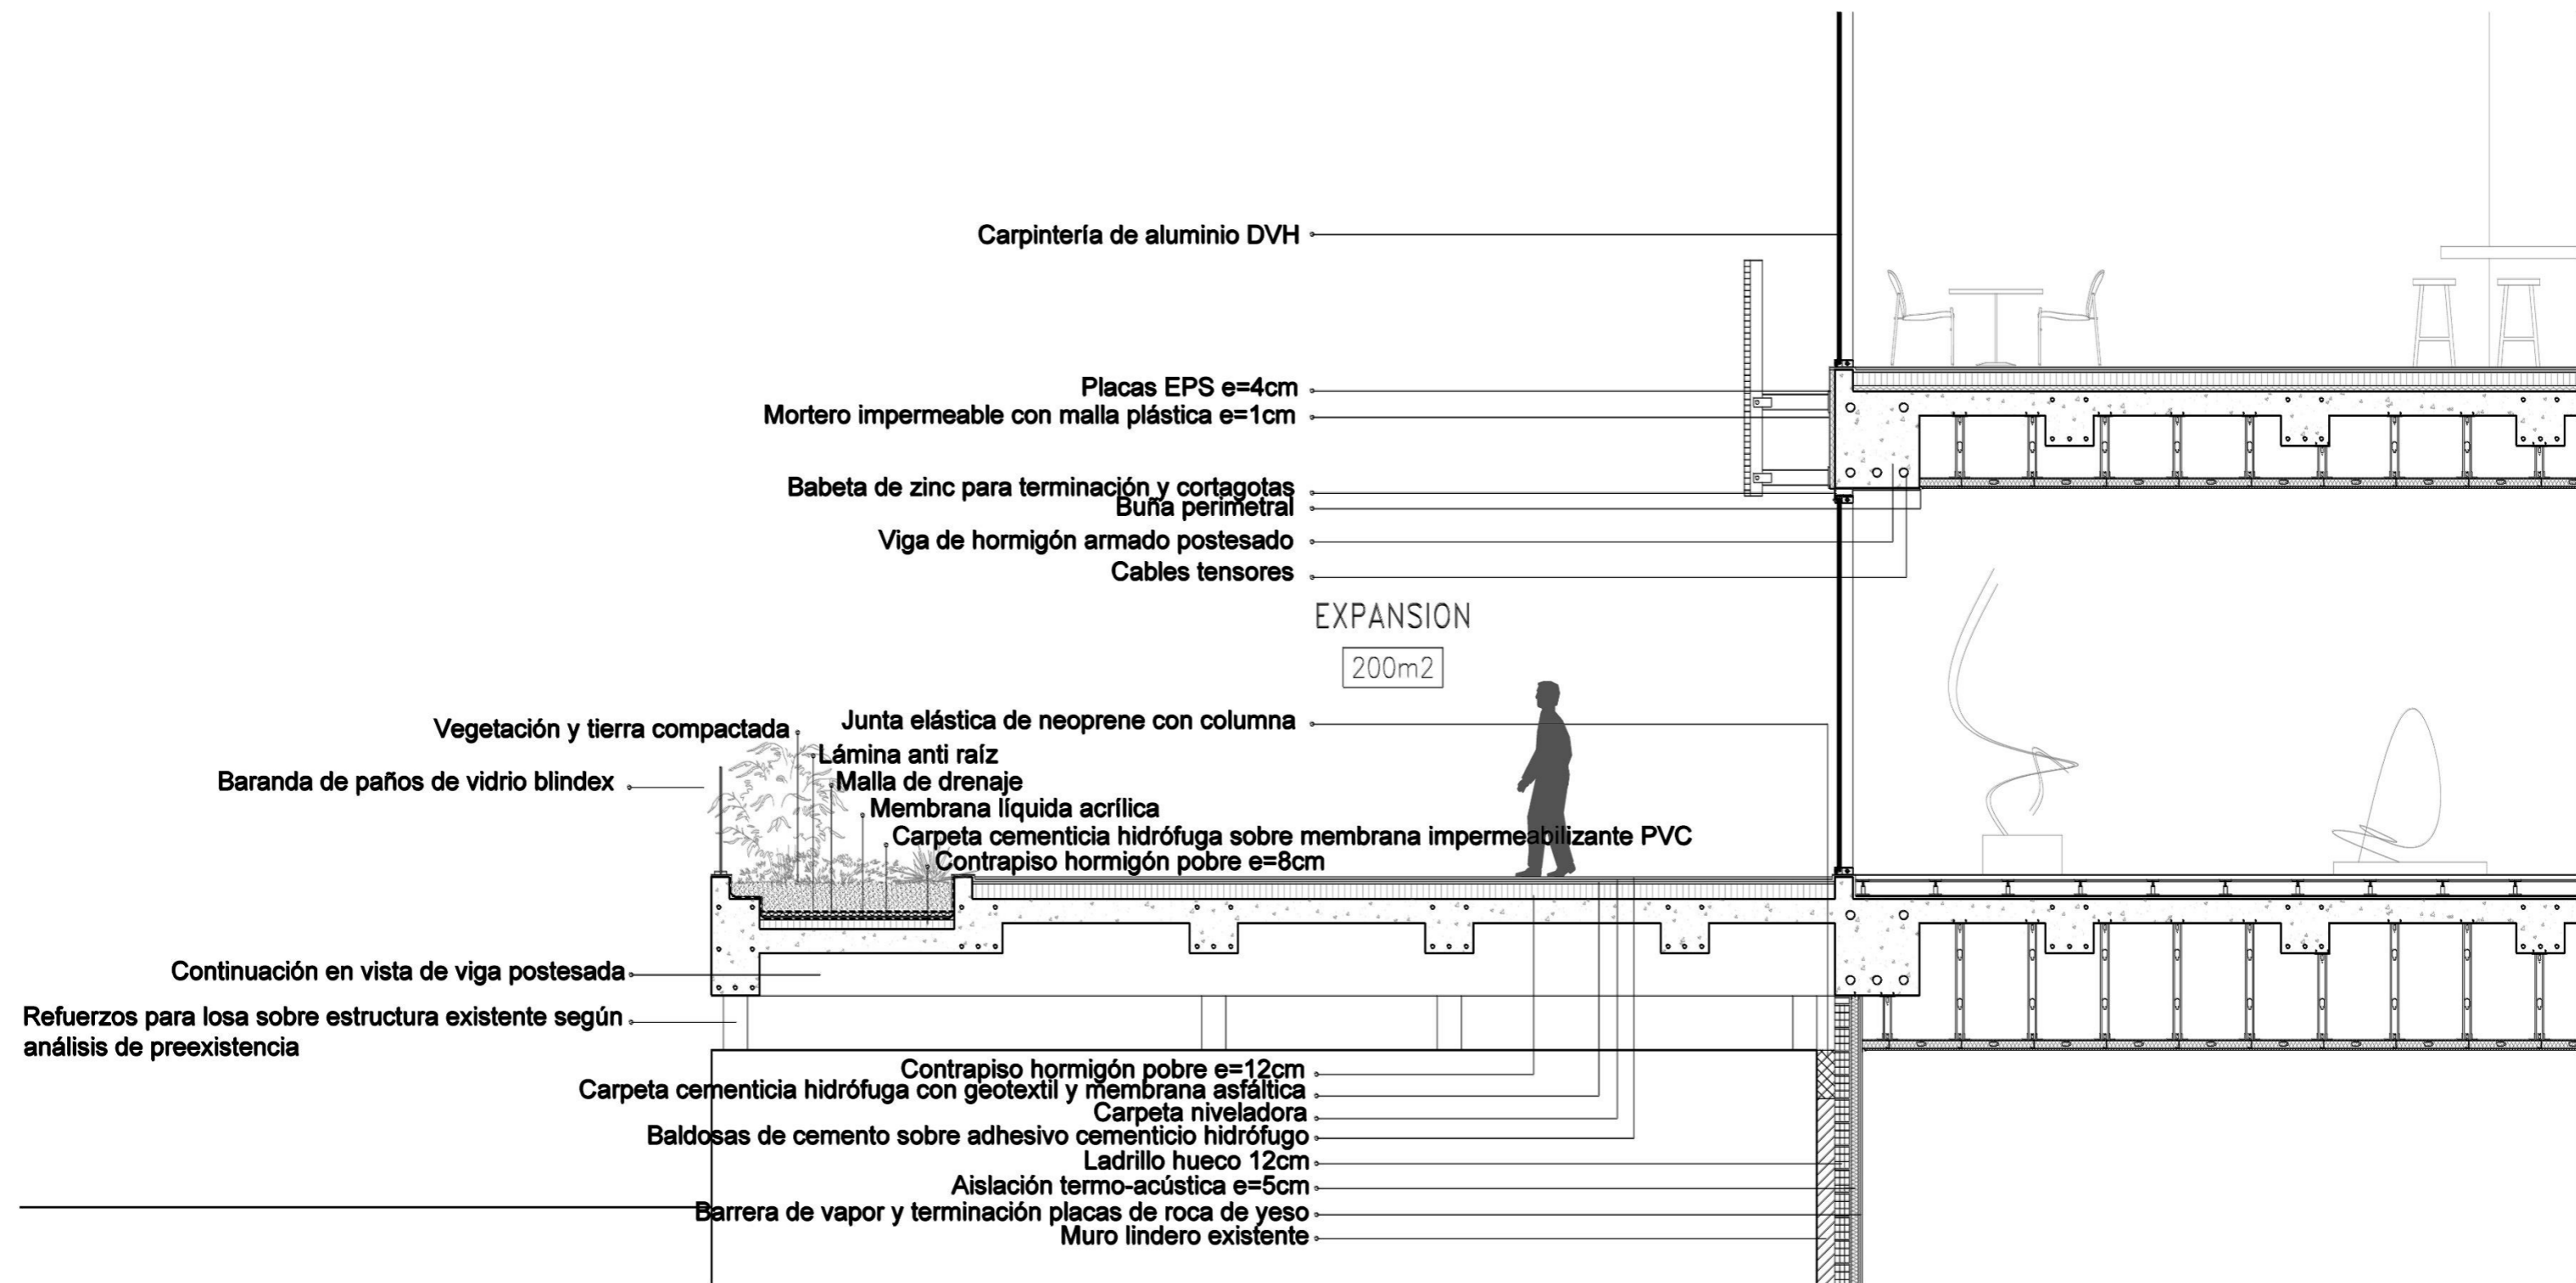 Carpintería de aluminio DVH
Placas EPS e=4cm
Mortero impermeable con malla plástica e=1cm
Babeta de zinc para terminación y cortagotas
Buña perimetral
Viga de hormigón armado postesado
Cables tensores
EXPANSION
200m2
Junta elástica de neoprene con columna
Vegetación y tierra compactada
Lámina anti raíz
Baranda de paños de vidrio blindex
Malla de drenaje
Membrana líquida acrílica
Carpeta cementicia hidrófuga sobre membrana impermeabilizante PVC
Contrapiso hormigón pobre e=8cm
Continuación en vista de viga postesada
Refuerzos para losa sobre estructura existente según
análisis de preexistencia
Contrapiso hormigón pobre e=12cm
Carpeta cementicia hidrófuga con geotextil y membrana asfáltica
Carpeta niveladora
Baldosas de cemento sobre adhesivo cementicio hidrófugo
Ladrillo hueco 12cm
Aislación termo-acústica e=5cm
Barrera de vapor y terminación placas de roca de yeso
Muro lindero existente